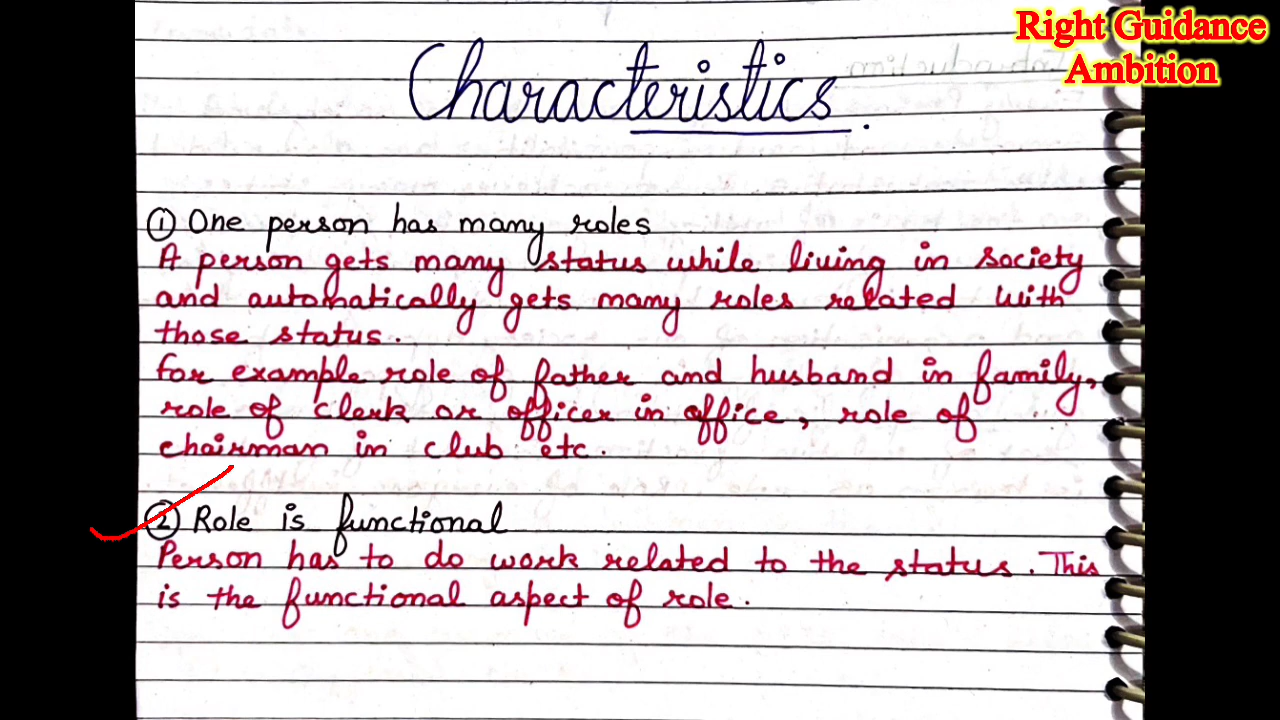 Right Guidance
Ambition
Characteristics.
① One person has many roles
A person gets many status while living in society
and automatically gets many roles related with
those status.
for example role of father and husband in family,
role of clerk or officer in office, role of
chairman in club etc.
② Role is functional
Person has to do work related to the status. This
is the functional aspect of role.